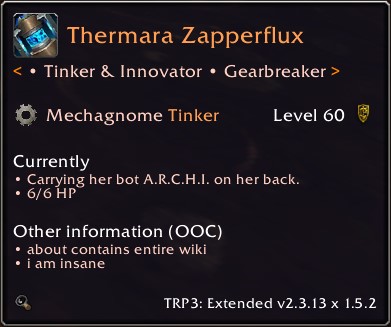 Thermara Zapperflux
< • Tinker & Innovator • Gearbreaker >
Mechagnome Tinker Level 60
Currently
• Carrying her bot A.R.C.H.I. on her back.
• 6/6 HP
Other information (OOC)
• about contains entire wiki
• i am insane
TRP3: Extended v2.3.13 x 1.5.2